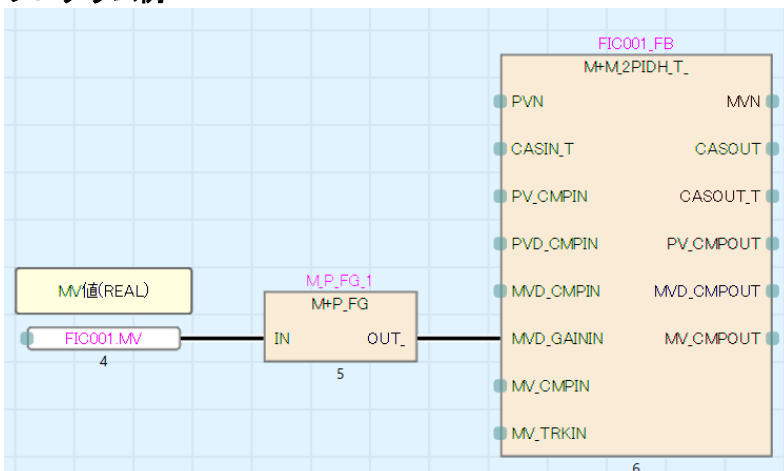 FIC001_FB
M+M_2PIDH_T_
PVN MVN
CASIN_T CASOUT
PV_CMPIN CASOUT_T
PVD_CMPIN PV_CMPOUT
MVD_CMPIN MVD_CMPOUT
MVD_GAININ MV_CMPOUT
MV_CMPIN
MV_TRKIN
6
MV値(REAL)
FIC001.MV
4
M_P_FG_1
M+P_FG
IN OUT_
5